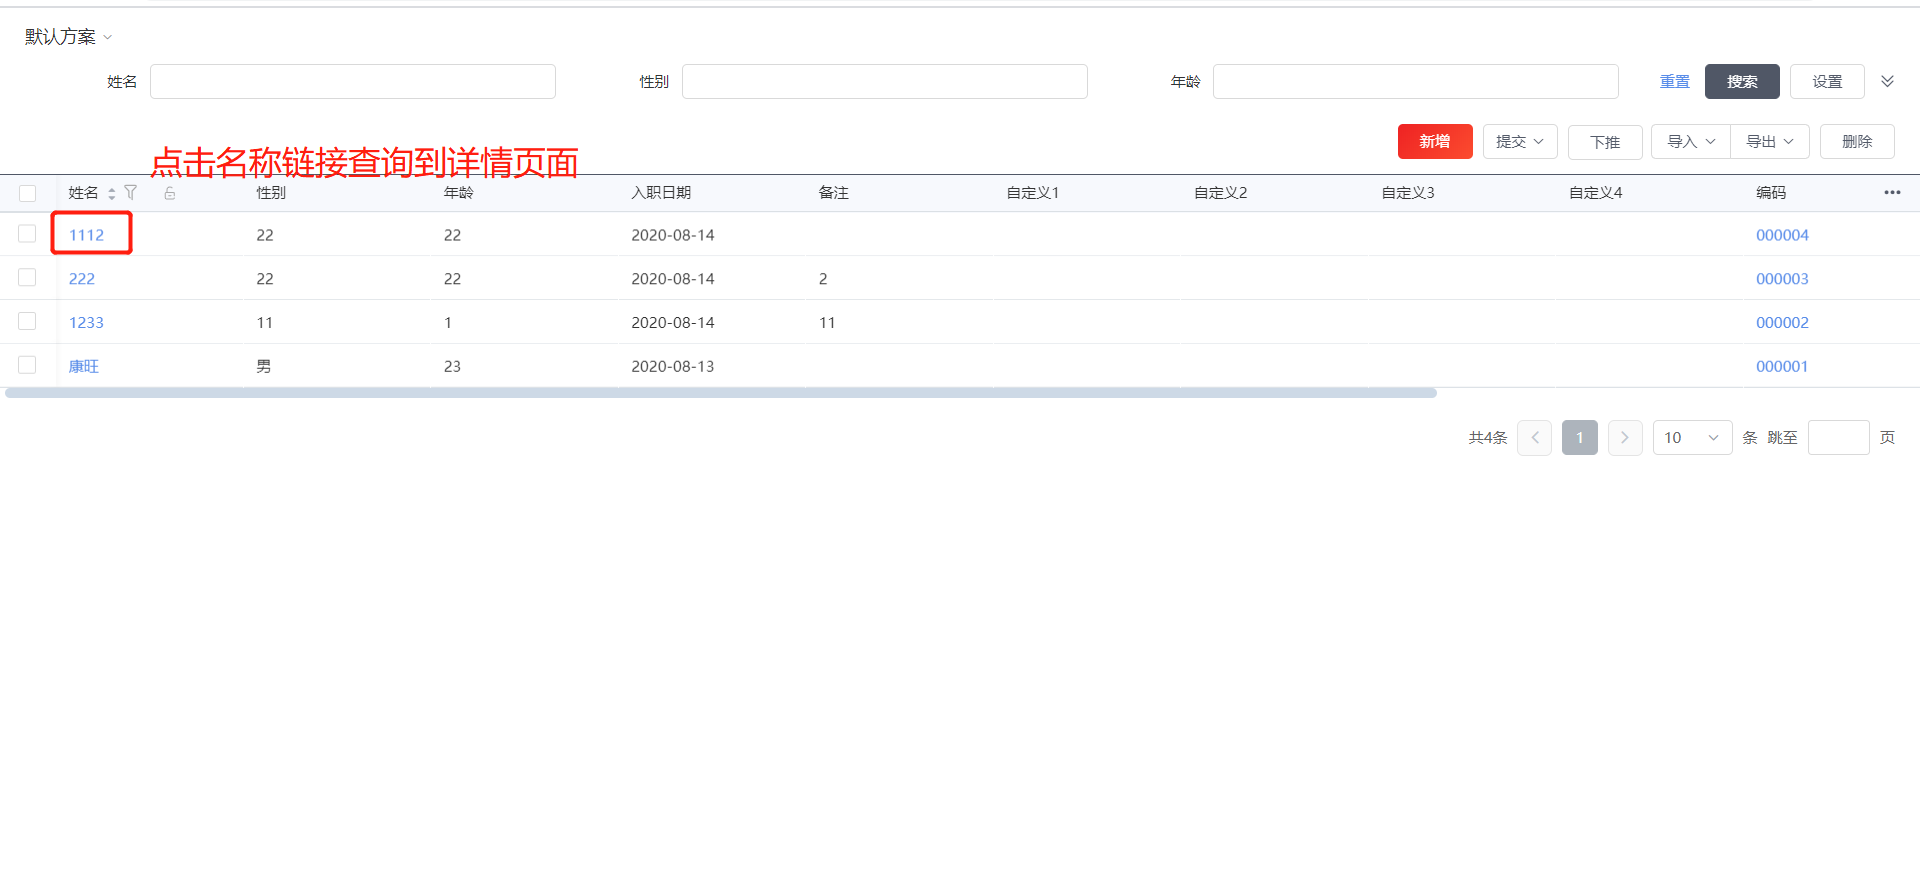 默认方案
姓名 性别 年龄 重置 搜索 设置
新增 提交 下推 导入 导出 删除
点击名称链接查询到详情页面
姓名 性别 年龄 入职日期 备注 自定义1 自定义2 自定义3 自定义4 编码 •••
1112 22 22 2020-08-14 000004
222 22 22 2020-08-14 2 000003
1233 11 1 2020-08-14 11 000002
康旺 男 23 2020-08-13 000001
共4条 1 10 条 跳至 页